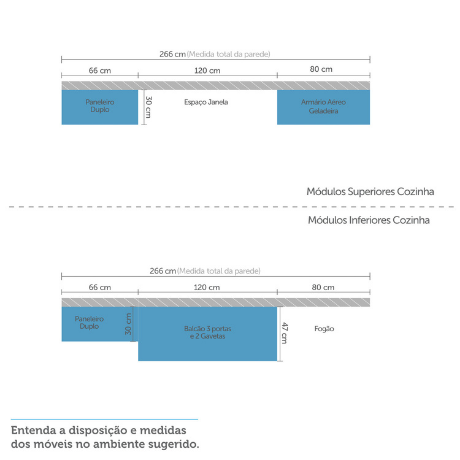 266 cm (Medida total da parede)
66 cm 120 cm 80 cm
Paneleiro
Duplo
30 cm
Espaço Janela
Armario Aéreo
Geladeira
Módulos Superiores Cozinha
Módulos Inferiores Cozinha
266 cm (Medida total da parede)
66 cm 120 cm 80 cm
Paneleiro
Duplo
30 cm
Balcão 3 portas
e 2 Gavetas
47 cm
Fogão
Entenda a disposição e medidas
dos móveis no ambiente sugerido.